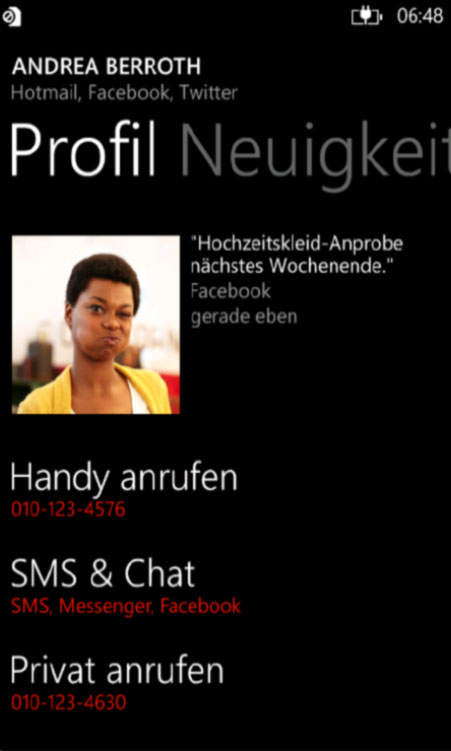 06:48
ANDREA BERROTH
Hotmail, Facebook, Twitter
Profil Neuigkeit
"Hochzeitskleid-Anprobe
nächstes Wochenende."
Facebook
gerade eben
Handy anrufen
010-123-4576
SMS & Chat
SMS, Messenger, Facebook
Privat anrufen
010-123-4630